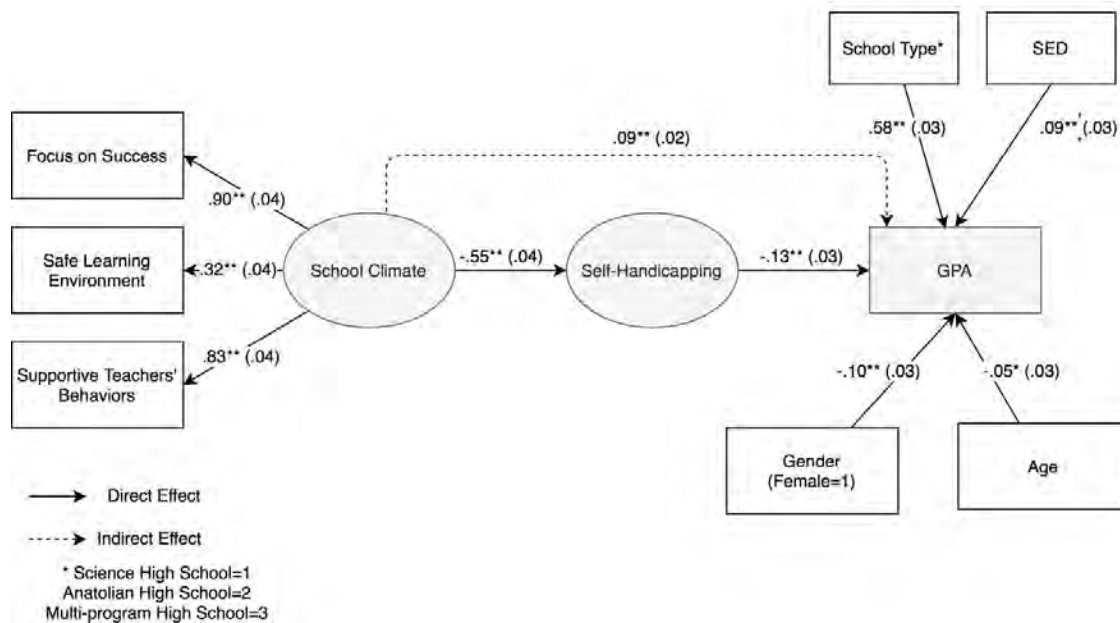 School Type*
SED
Focus on Success
.09** (.02)
.58** (.03)
.09** (.03)
.90** (.04)
Safe Learning
Environment
-.32** (.04)
School Climate
-.55** (.04)
Self-Handicapping
-.13** (.03)
GPA
.83** (.04)
Supportive Teachers'
Behaviors
-.10** (.03)
-.05* (.03)
Gender
(Female=1)
Age
Direct Effect
Indirect Effect
* Science High School=1
Anatolian High School=2
Multi-program High School=3